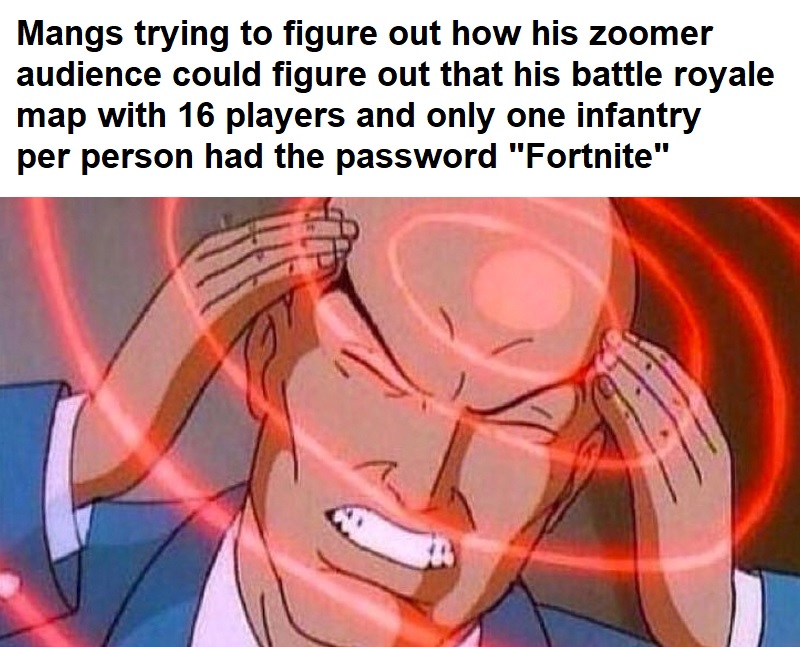 Mangs trying to figure out how his zoomer
audience could figure out that his battle royale
map with 16 players and only one infantry
per person had the password "Fortnite"